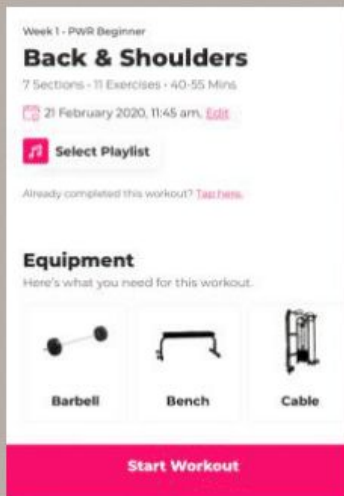 Week 1 - PWR Beginner
Back & Shoulders
7 Sections • 11 Exercises • 40-55 Mins
21 February 2020, 11:45 am, Edit
Select Playlist
Already completed this workout? Tap here.
Equipment
Here's what you need for this workout.
Barbell
Bench
Cable
Start Workout